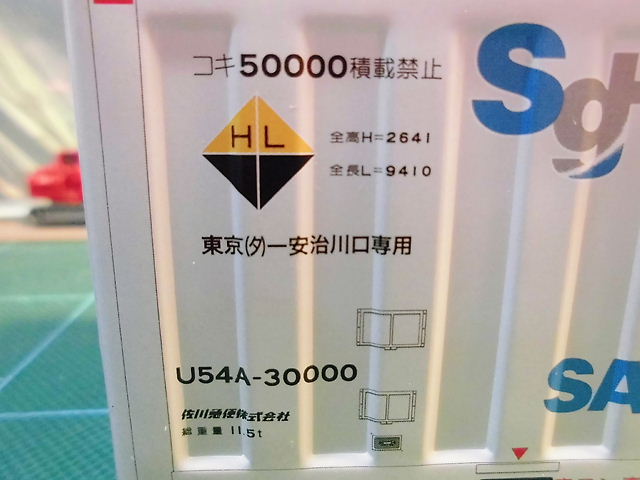 コキ50000積載禁止
Sg
HL
全高H=2641
全長L=9410
東京(タ)ー安治川口専用
U54A-30000
SA
佐川急便株式会社
総重量 11.5t